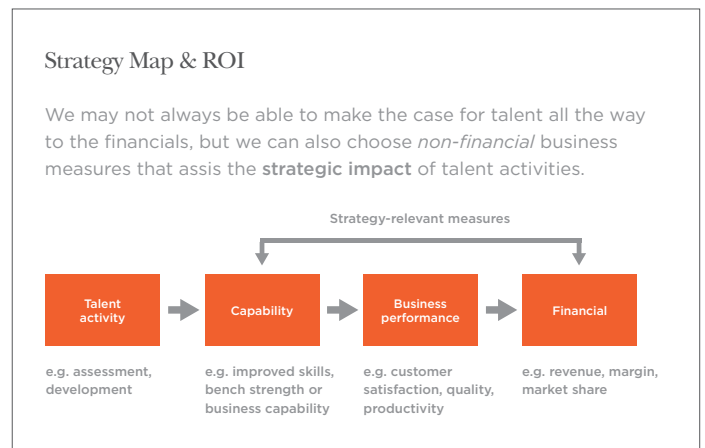 Strategy Map & ROI
We may not always be able to make the case for talent all the way
to the financials, but we can also choose non-financial business
measures that assis the strategic impact of talent activities.
Strategy-relevant measures
Talent
activity
Capability
Business
performance
Financial
e.g. assessment,
development
e.g. improved skills,
bench strength or
business capability
e.g. customer
satisfaction, quality,
productivity
e.g. revenue, margin,
market share